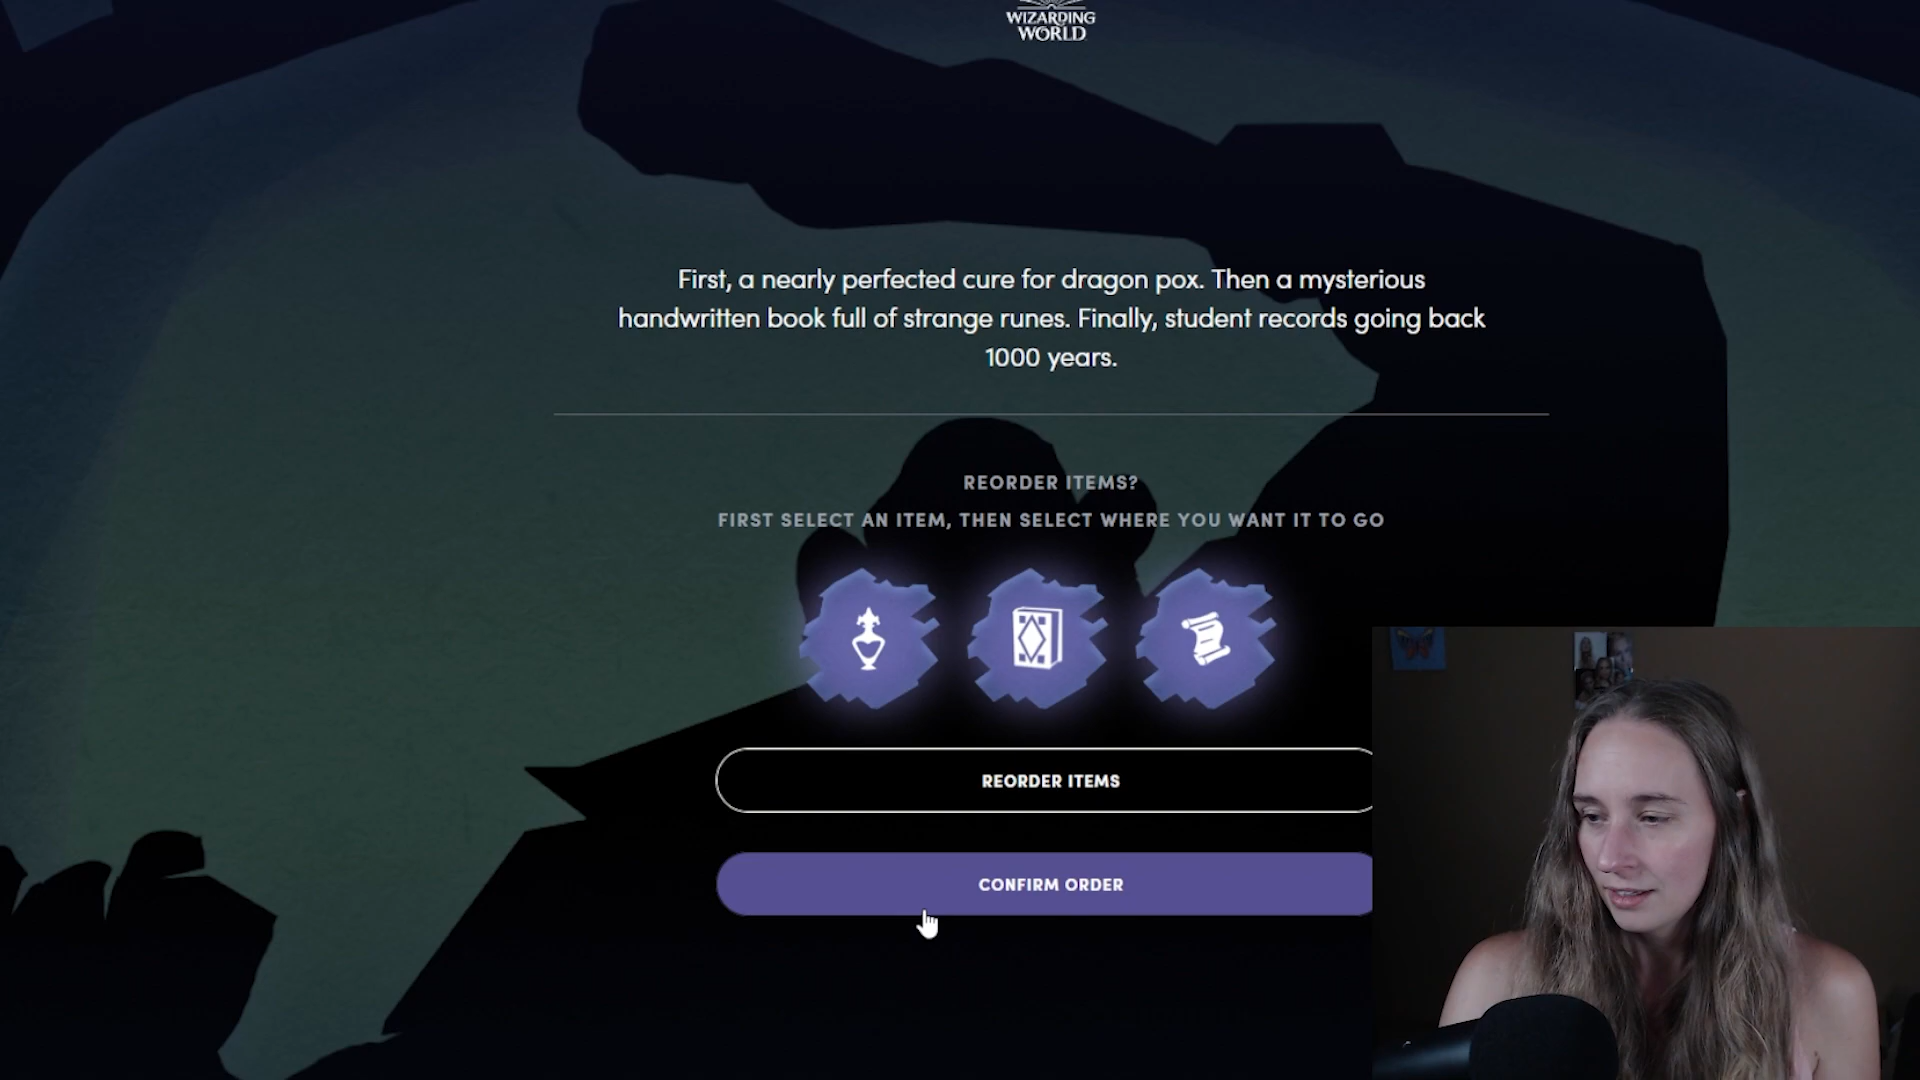 WIZARDING
WORLD
First, a nearly perfected cure for dragon pox. Then a mysterious
handwritten book full of strange runes. Finally, student records going back
1000 years.
REORDER ITEMS?
FIRST SELECT AN ITEM, THEN SELECT WHERE YOU WANT IT TO GO
REORDER ITEMS
CONFIRM ORDER